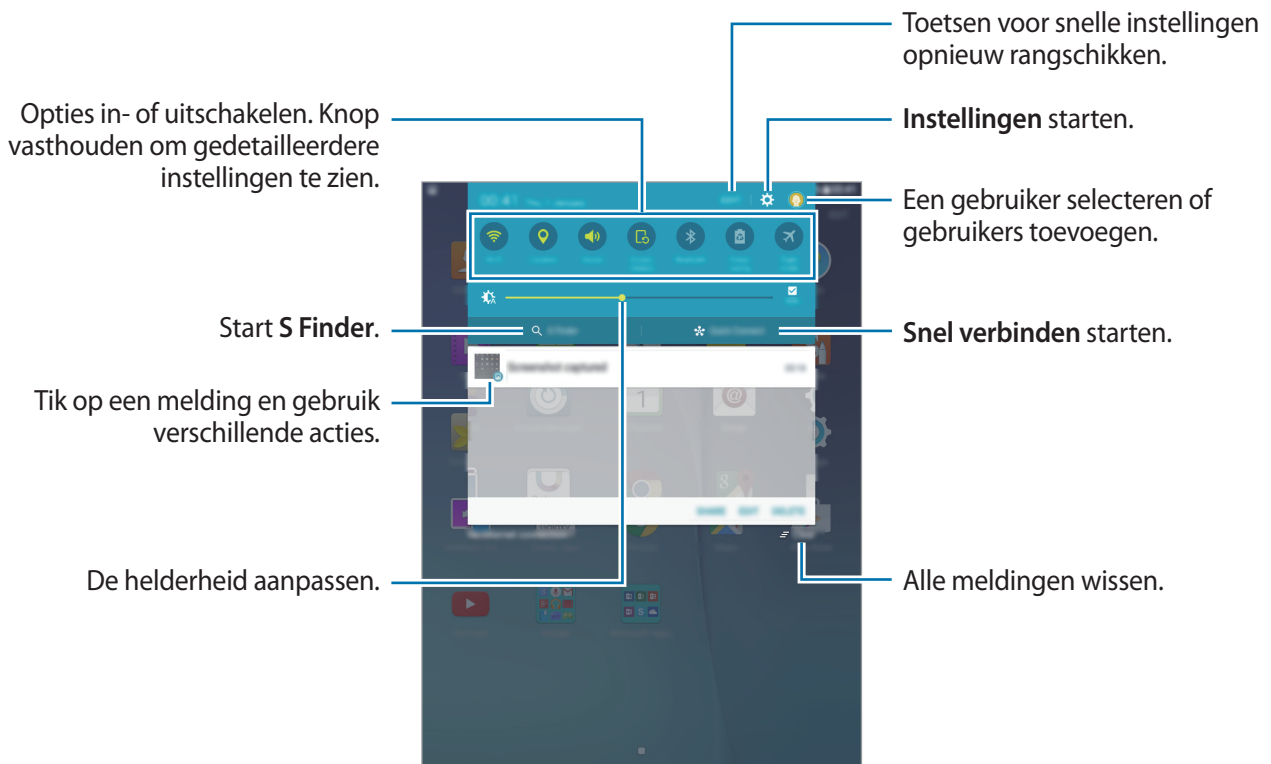 Toetsen voor snelle instellingen
opnieuw rangschikken.
Opties in- of uitschakelen. Knop
vasthouden om gedetailleerdere
instellingen te zien.
Instellingen starten.
Een gebruiker selecteren of
gebruikers toevoegen.
Start S Finder.
Snel verbinden starten.
Screenshot captured
Tik op een melding en gebruik
verschillende acties.
SHARE EDIT DELETE
De helderheid aanpassen.
Alle meldingen wissen.